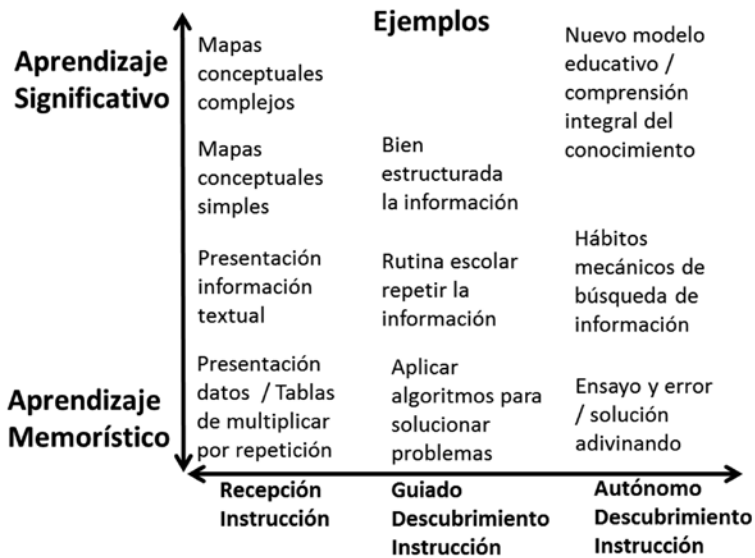 Ejemplos
Aprendizaje
Significativo
Mapas
conceptuales
complejos
Nuevo modelo
educativo /
comprensión
integral del
conocimiento
Mapas
conceptuales
simples
Bien
estructurada
la información
Presentación
información
textual
Rutina escolar
repetir la
información
Hábitos
mecánicos de
búsqueda de
información
Aprendizaje
Memorístico
Presentación
datos / Tablas
de multiplicar
por repetición
Aplicar
algoritmos para
solucionar
problemas
Ensayo y error
/ solución
adivinando
Recepción
Instrucción
Guiado
Descubrimiento
Instrucción
Autónomo
Descubrimiento
Instrucción